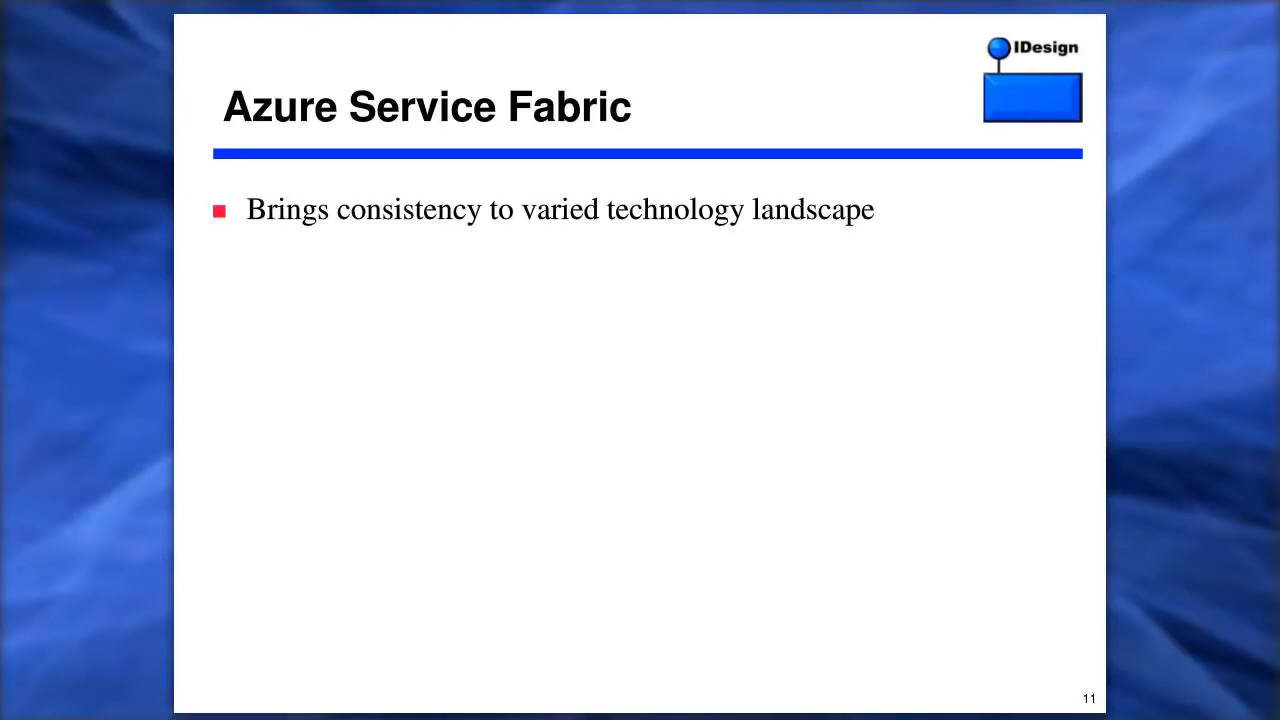 IDesign
Azure Service Fabric
Brings consistency to varied technology landscape
11